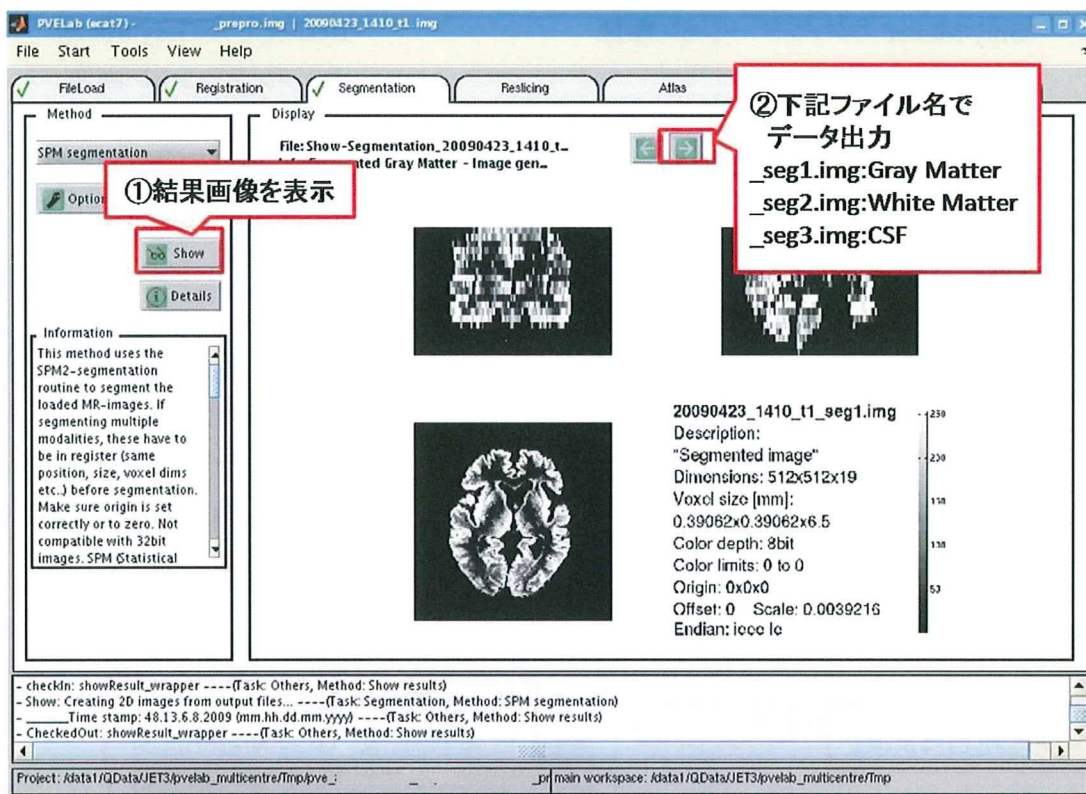 PVELab (ecat7) - _prepro.img | 20090423_1410_t1.img
File Start Tools View Help
FileLoad
Registration
Segmentation
Reslicing
Atlas
Method
SPM segmentation
①結果画像を表示
Show
Details
Information
This method uses the
SPM2-segmentation
routine to segment the
loaded MR-images. If
segmenting multiple
modalities, these have to
be in register (same
position, size, voxel dims
etc..) before segmentation.
Make sure origin is set
correctly or to zero. Not
compatible with 32bit
images. SPM (Statistical
Display
File: Show-Segmentation_20090423_1410_t...
Gray Matter - Image gen...
②下記ファイル名で
データ出力
_seg1.img:Gray Matter
_seg2.img:White Matter
_seg3.img:CSF
20090423_1410_t1_seg1.img
Description:
"Segmented image"
Dimensions: 512x512x19
Voxel size [mm]:
0.39062x0.39062x6.5
Color depth: 8bit
Color limits: 0 to 0
Origin: 0x0x0
Offset: 0 Scale: 0.0039216
Endian: ieee le
- checkIn: showResult_wrapper ----(Task: Others, Method: Show results)
- Show: Creating 2D images from output files... ----(Task: Segmentation, Method: SPM segmentation)
- ______Time stamp: 48.13.6.8.2009 (mm.hh.dd.mm.yyyy) ----(Task: Others, Method: Show results)
- CheckedOut: showResult_wrapper ----(Task: Others, Method: Show results)
Project: /data1/QData/JET3/pvelab_multicentre/Tmp/pve_
main workspace: /data1/QData/JET3/pvelab_multicentre/Tmp